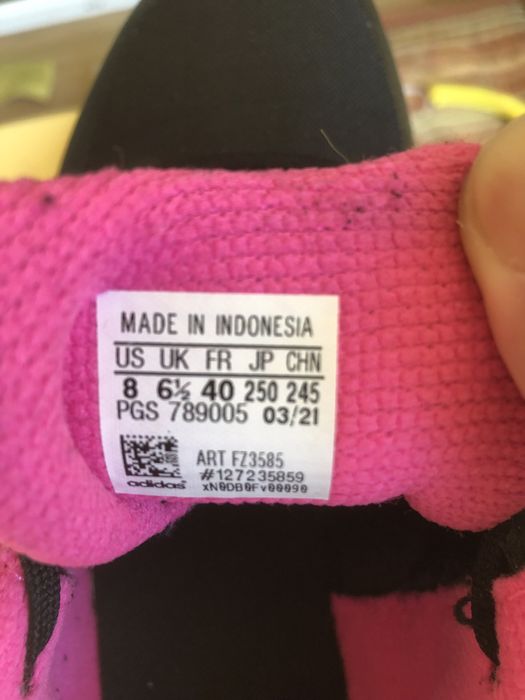 MADE IN INDONESIA
US UK FR JP CHN
8 6½ 40 250 245
PGS 789005 03/21
ART FZ3585
#127235859
adidas xN0DB0Fv00090